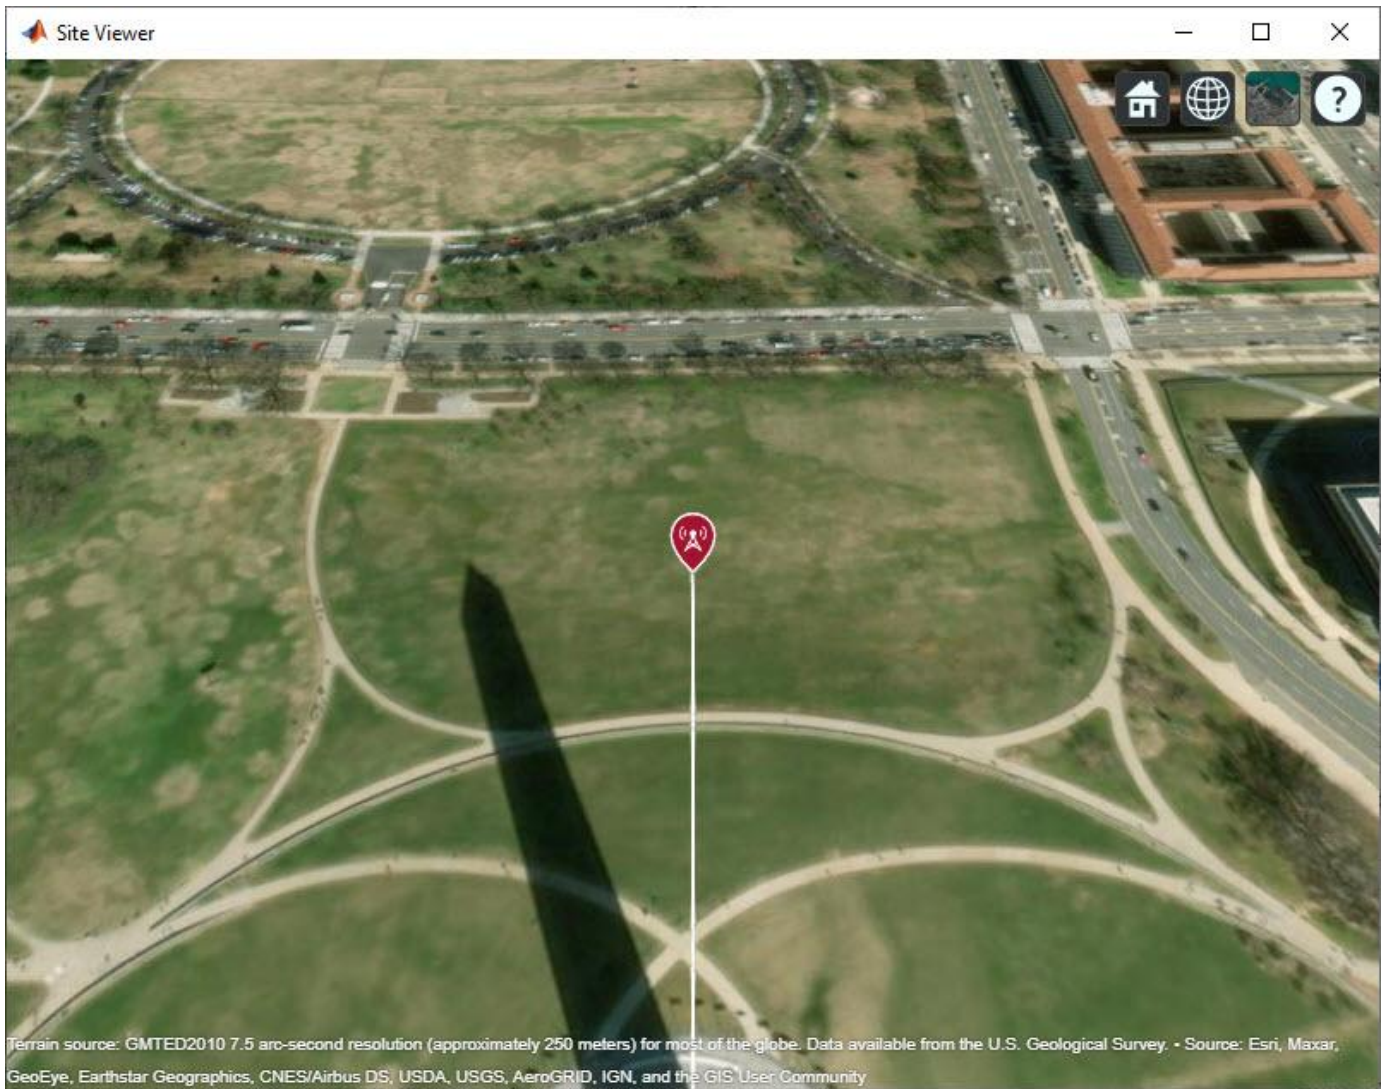 Site Viewer
?
Terrain source: GMTED2010 7.5 arc-second resolution (approximately 250 meters) for most of the globe. Data available from the U.S. Geological Survey. • Source: Esri, Maxar,
GeoEye, Earthstar Geographics, CNES/Airbus DS, USDA, USGS, AeroGRID, IGN, and the GIS User Community